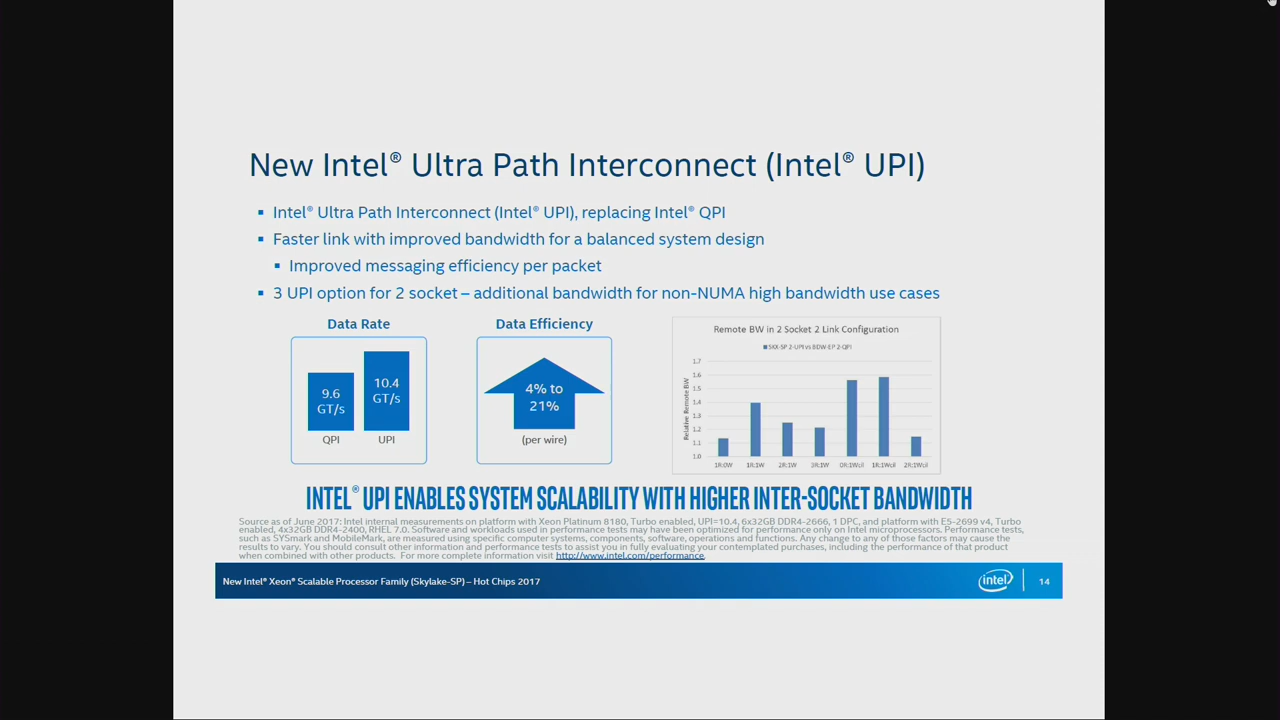 New Intel® Ultra Path Interconnect (Intel® UPI)
▪ Intel® Ultra Path Interconnect (Intel® UPI), replacing Intel® QPI
▪ Faster link with improved bandwidth for a balanced system design
▪ Improved messaging efficiency per packet
▪ 3 UPI option for 2 socket – additional bandwidth for non-NUMA high bandwidth use cases
Data Rate
9.6
GT/s
10.4
GT/s
QPI
UPI
Data Efficiency
4% to
21%
(per wire)
Remote BW in 2 Socket 2 Link Configuration
SKX-SP 2-UPI vs BDW-EP 2-QPI
Relative Remote BW
1.7
1.6
1.5
1.4
1.3
1.2
1.1
1.0
1R:0W
1R:1W
2R:1W
3R:1W
0R:1Wcil
1R:1Wcil
2R:1Wcil
INTEL® UPI ENABLES SYSTEM SCALABILITY WITH HIGHER INTER-SOCKET BANDWIDTH
Source as of June 2017: Intel internal measurements on platform with Xeon Platinum 8180, Turbo enabled, UPI=10.4, 6x32GB DDR4-2666, 1 DPC, and platform with E5-2699 v4, Turbo
enabled, 4x32GB DDR4-2400, RHEL 7.0. Software and workloads used in performance tests may have been optimized for performance only on Intel microprocessors. Performance tests,
such as SYSmark and MobileMark, are measured using specific computer systems, components, software, operations and functions. Any change to any of those factors may cause the
results to vary. You should consult other information and performance tests to assist you in fully evaluating your contemplated purchases, including the performance of that product
when combined with other products. For more complete information visit http://www.intel.com/performance.
New Intel® Xeon® Scalable Processor Family (Skylake-SP) – Hot Chips 2017
intel
14